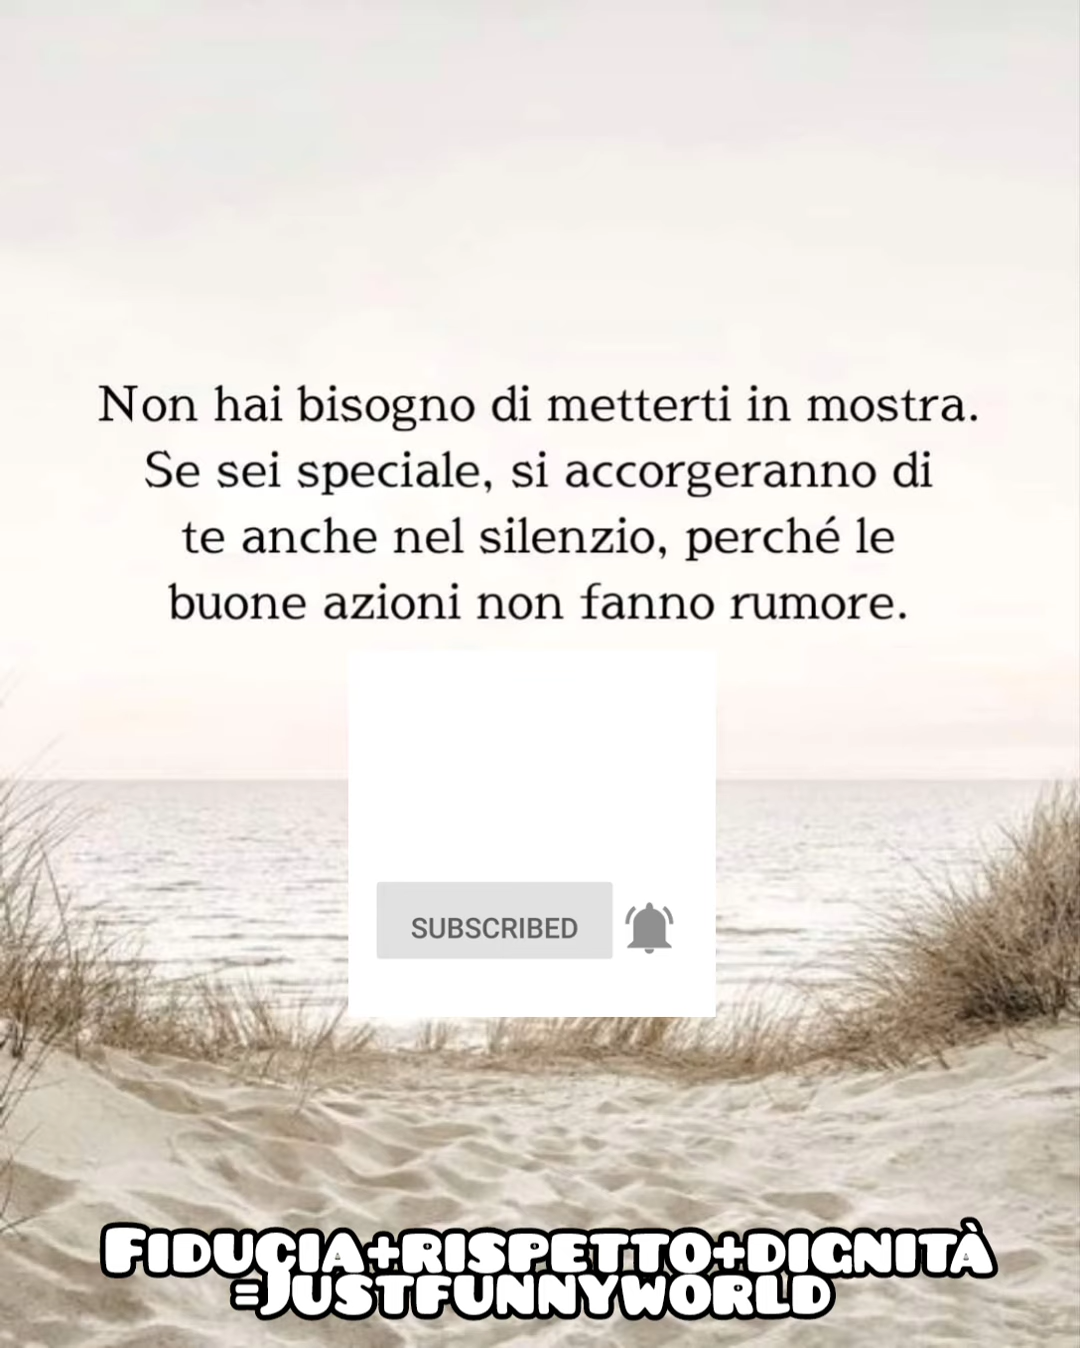 Non hai bisogno di metterti in mostra.
Se sei speciale, si accorgeranno di
te anche nel silenzio, perché le
buone azioni non fanno rumore.
SUBSCRIBED
FIDUCIA+RISPETTO+DIGNITÀ
=JUSTFUNNYWORLD